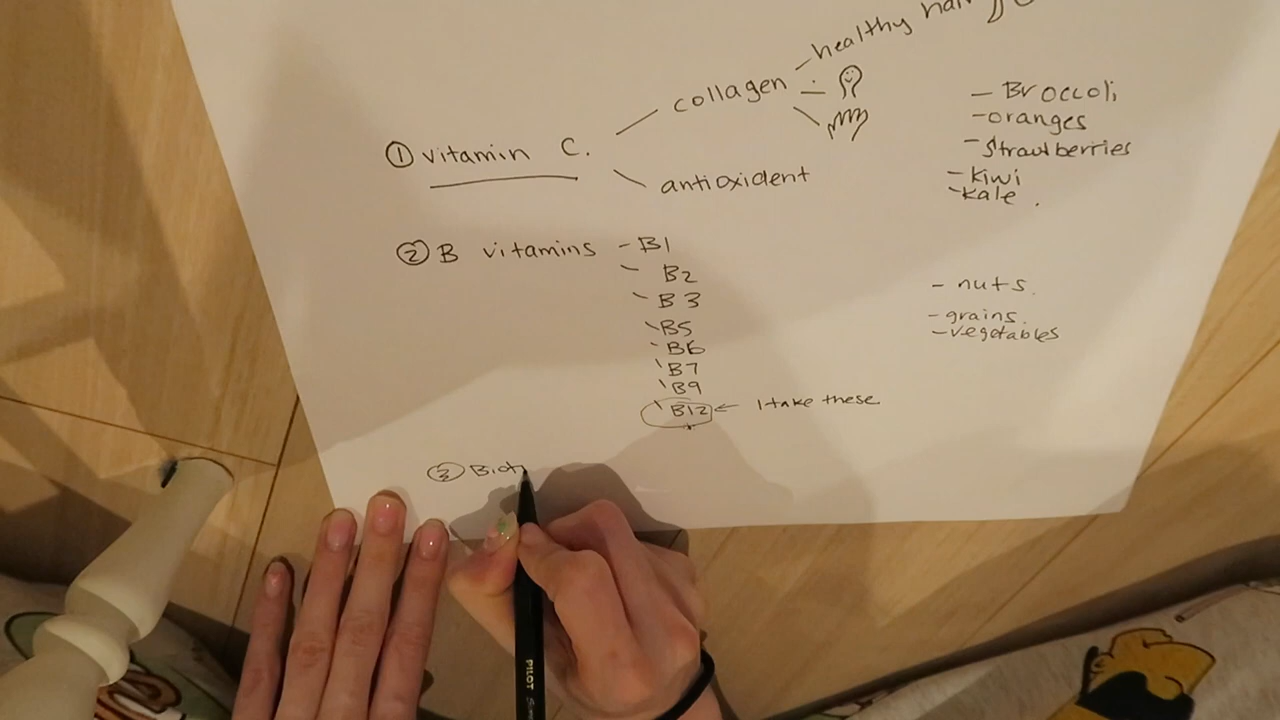 healthy hair
collagen
① vitamin C.
antioxident
- Broccoli
- oranges
- Strawberries
- Kiwi
- Kale.
② B vitamins
- B1
- B2
- B3
- B5
- B6
- B7
- B9
- B12 ← I take these
- nuts.
- grains.
- vegetables
③ Biot
PILOT